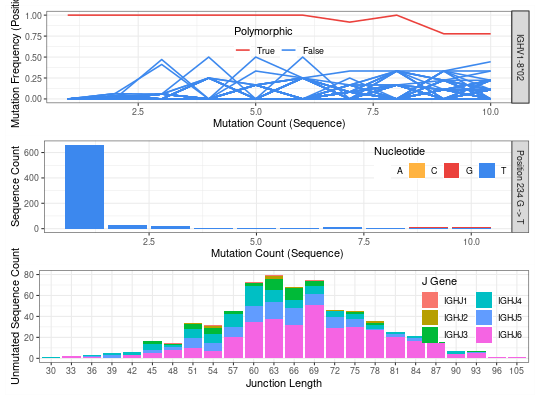 Mutation Frequency (Positi
1.00
0.75
0.50
0.25
0.00
Polymorphic
True False
2.5 5.0 7.5 10.0
Mutation Count (Sequence)
IGHV1-8*02
Sequence Count
600
400
200
0
Nucleotide
A C G T
2.5 5.0 7.5 10.0
Mutation Count (Sequence)
Position 234 G -> T
Unmutated Sequence Count
80
60
40
20
0
J Gene
IGHJ1 IGHJ4
IGHJ2 IGHJ5
IGHJ3 IGHJ6
30 33 36 39 42 45 48 51 54 57 60 63 66 69 72 75 78 81 84 87 90 93 96 105
Junction Length